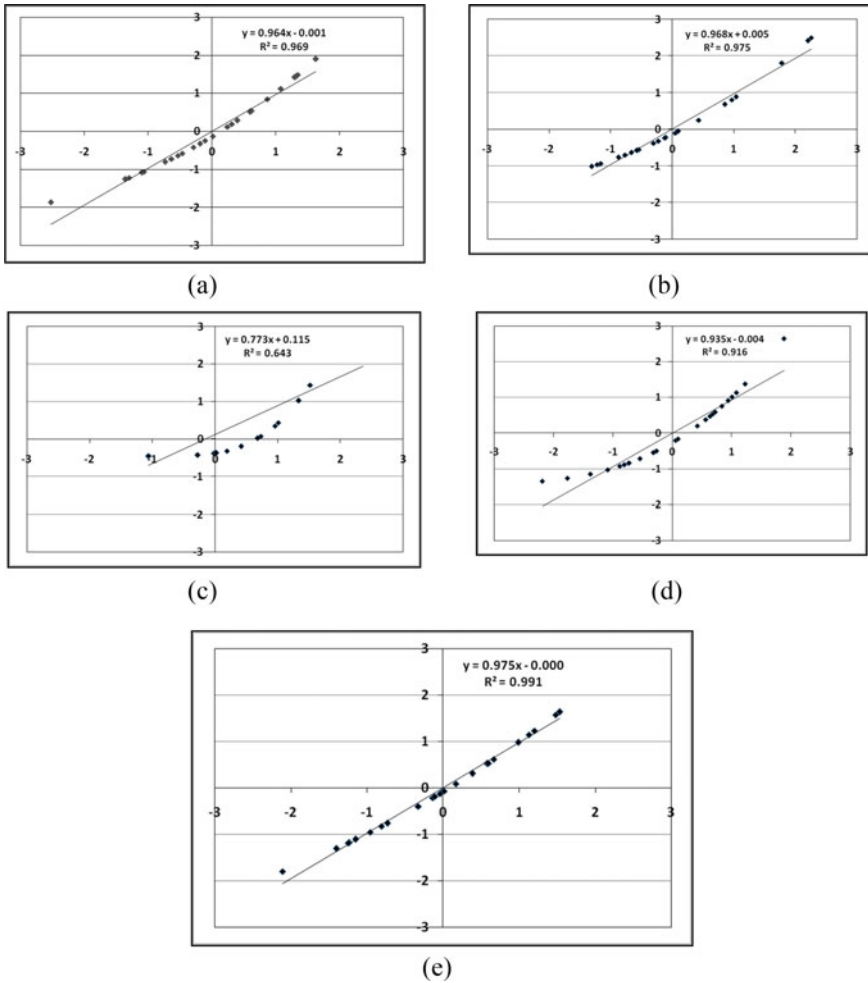 3
y = 0.964x - 0.001
R² = 0.969
2
1
0
-3 -2 -1 0 1 2 3
-1
-2
-3
(a)
3
y = 0.968x + 0.005
R² = 0.975
2
1
0
-3 -2 -1 0 1 2 3
-1
-2
-3
(b)
3
y = 0.773x + 0.115
R² = 0.643
2
1
0
-3 -2 -1 0 1 2 3
-1
-2
-3
(c)
3
y = 0.935x - 0.004
R² = 0.916
2
1
0
-3 -2 -1 0 1 2 3
-1
-2
-3
(d)
3
y = 0.975x - 0.000
R² = 0.991
2
1
0
-3 -2 -1 0 1 2 3
-1
-2
-3
(e)